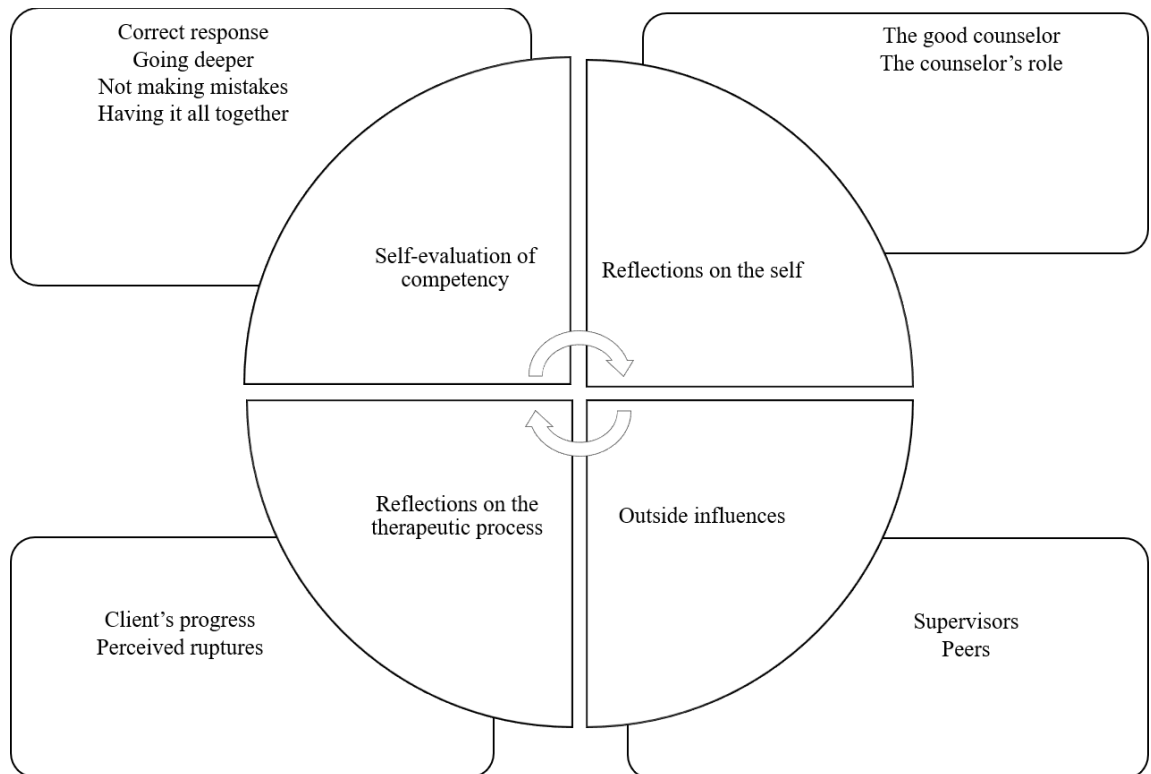 Correct response
Going deeper
Not making mistakes
Having it all together
The good counselor
The counselor’s role
Self-evaluation of
competency
Reflections on the self
Reflections on the
therapeutic process
Outside influences
Client’s progress
Perceived ruptures
Supervisors
Peers